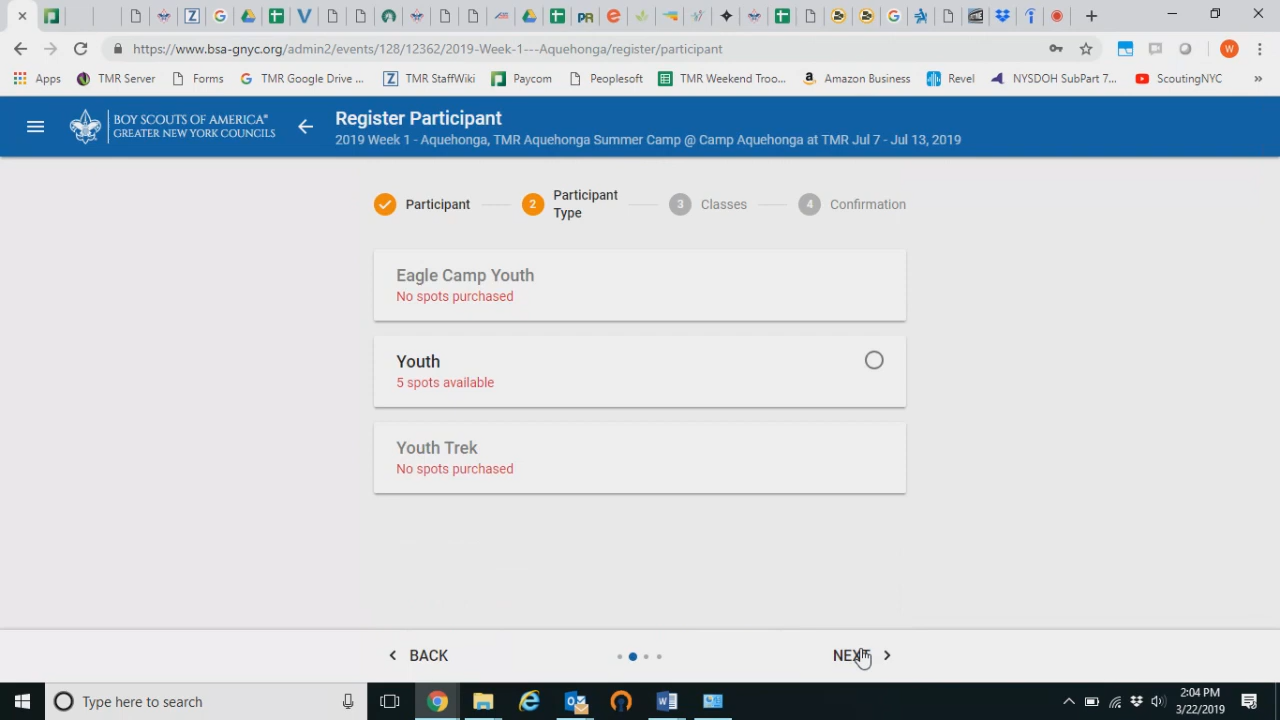 https://www.bsa-gnyc.org/admin2/events/128/12362/2019-Week-1---Aquehonga/register/participant
W
Apps
TMR Server
Forms
TMR Google Drive ...
TMR StaffWiki
Paycom
Peoplesoft
TMR Weekend Troo...
Amazon Business
Revel
NYSDOH SubPart 7...
ScoutingNYC
»
BOY SCOUTS OF AMERICA®
GREATER NEW YORK COUNCILS
Register Participant
2019 Week 1 - Aquehonga, TMR Aquehonga Summer Camp @ Camp Aquehonga at TMR Jul 7 - Jul 13, 2019
Participant
2
Participant
Type
3
Classes
4
Confirmation
Eagle Camp Youth
No spots purchased
Youth
5 spots available
Youth Trek
No spots purchased
BACK
NEXT
Type here to search
2:04 PM
3/22/2019